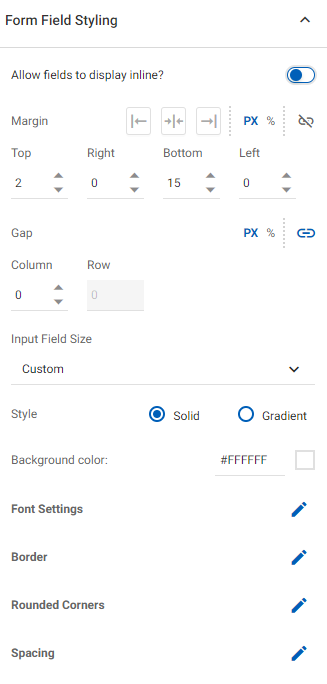 Form Field Styling
Allow fields to display inline?
Margin PX %
Top Right Bottom Left
2 0 15 0
Gap PX %
Column Row
0 0
Input Field Size
Custom
Style Solid Gradient
Background color: #FFFFFF
Font Settings
Border
Rounded Corners
Spacing